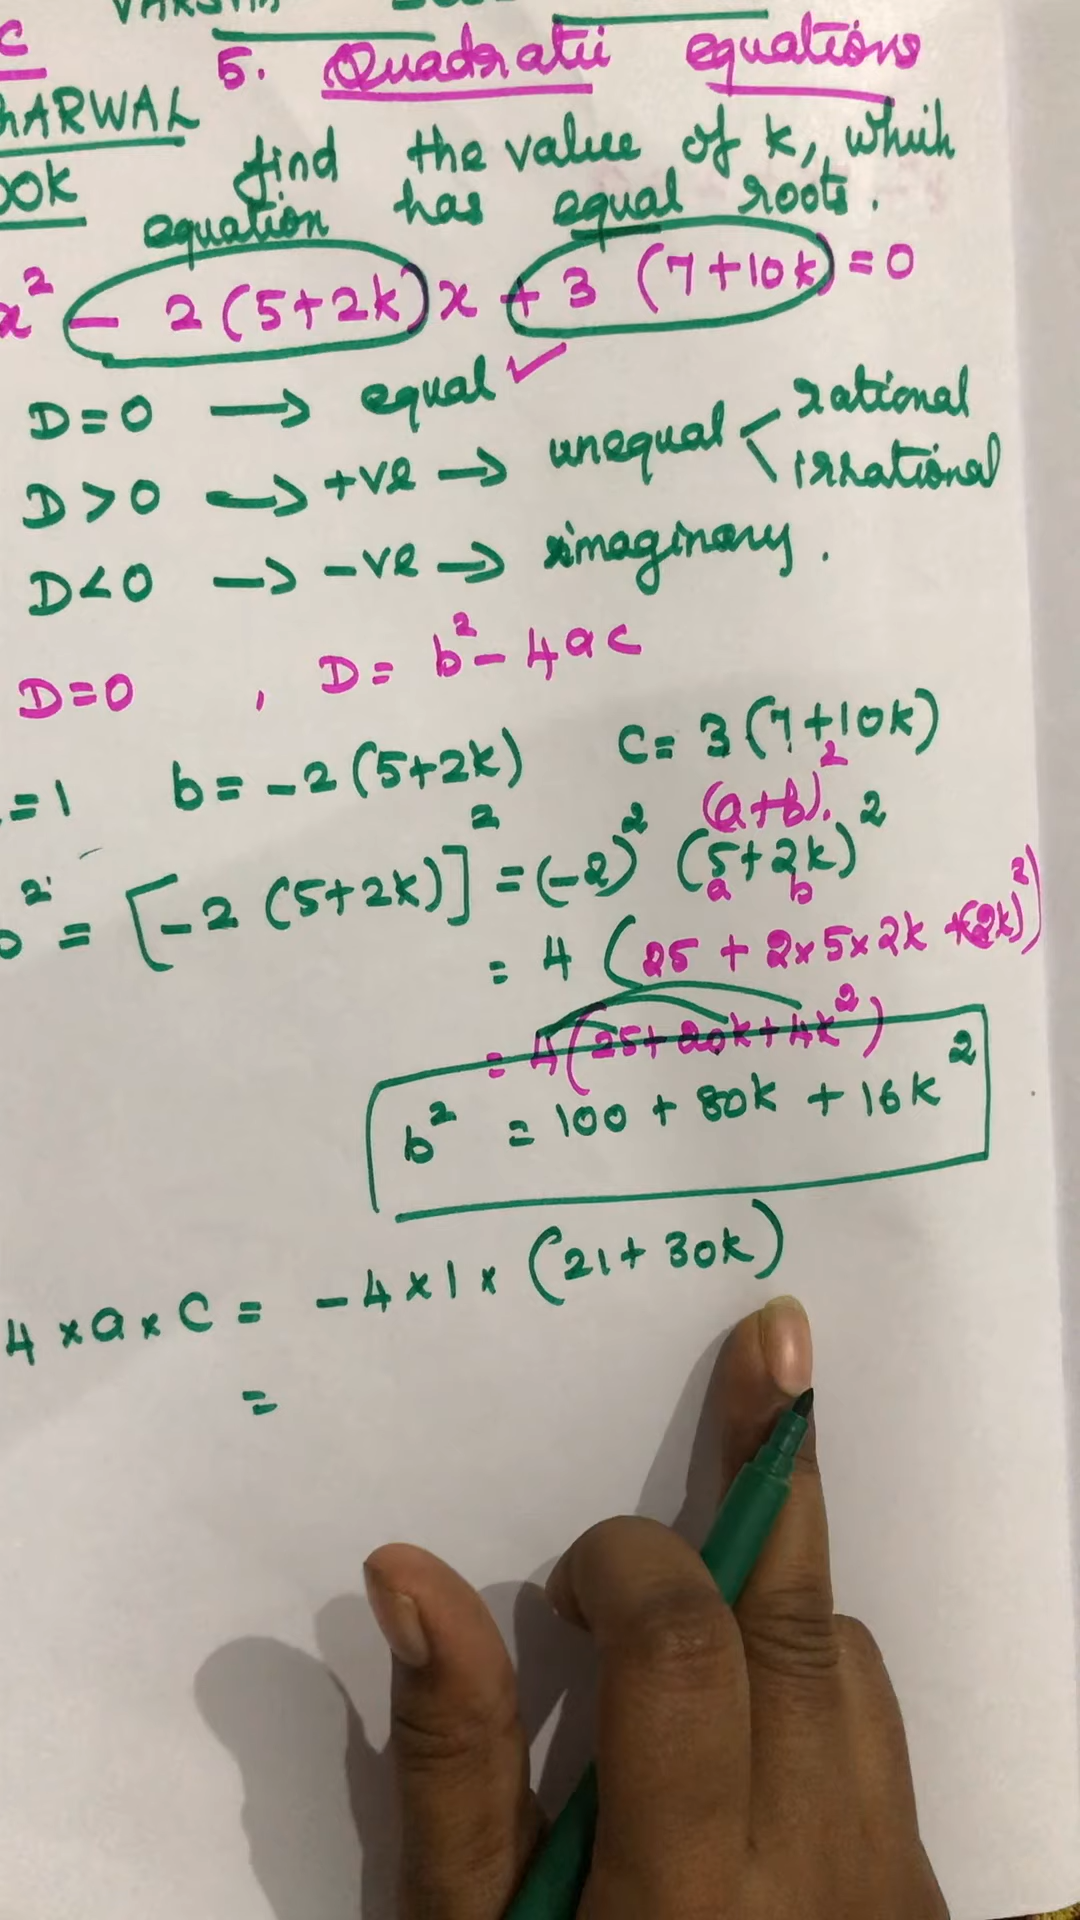 5. Quadratic equations
find the value of k, which
equation has equal roots.
x² - 2(5+2k)x + 3(7+10k)=0
D=0 → equal ✓
D>0 → +ve → unequal < rational
irrational
D<0 → -ve → imaginary.
D=0 , D= b²-4ac
=1 b=-2(5+2k) c=3(7+10k)
(a+b)².
b² = [-2(5+2k)]² = (-2)² (5+2k)²
a b
= 4 (25 + 2×5×2k +(2k)²)
= 4(25+20k+4k²)
b² = 100 + 80k + 16k²
4×a×c = -4×1×(21+30k)
=